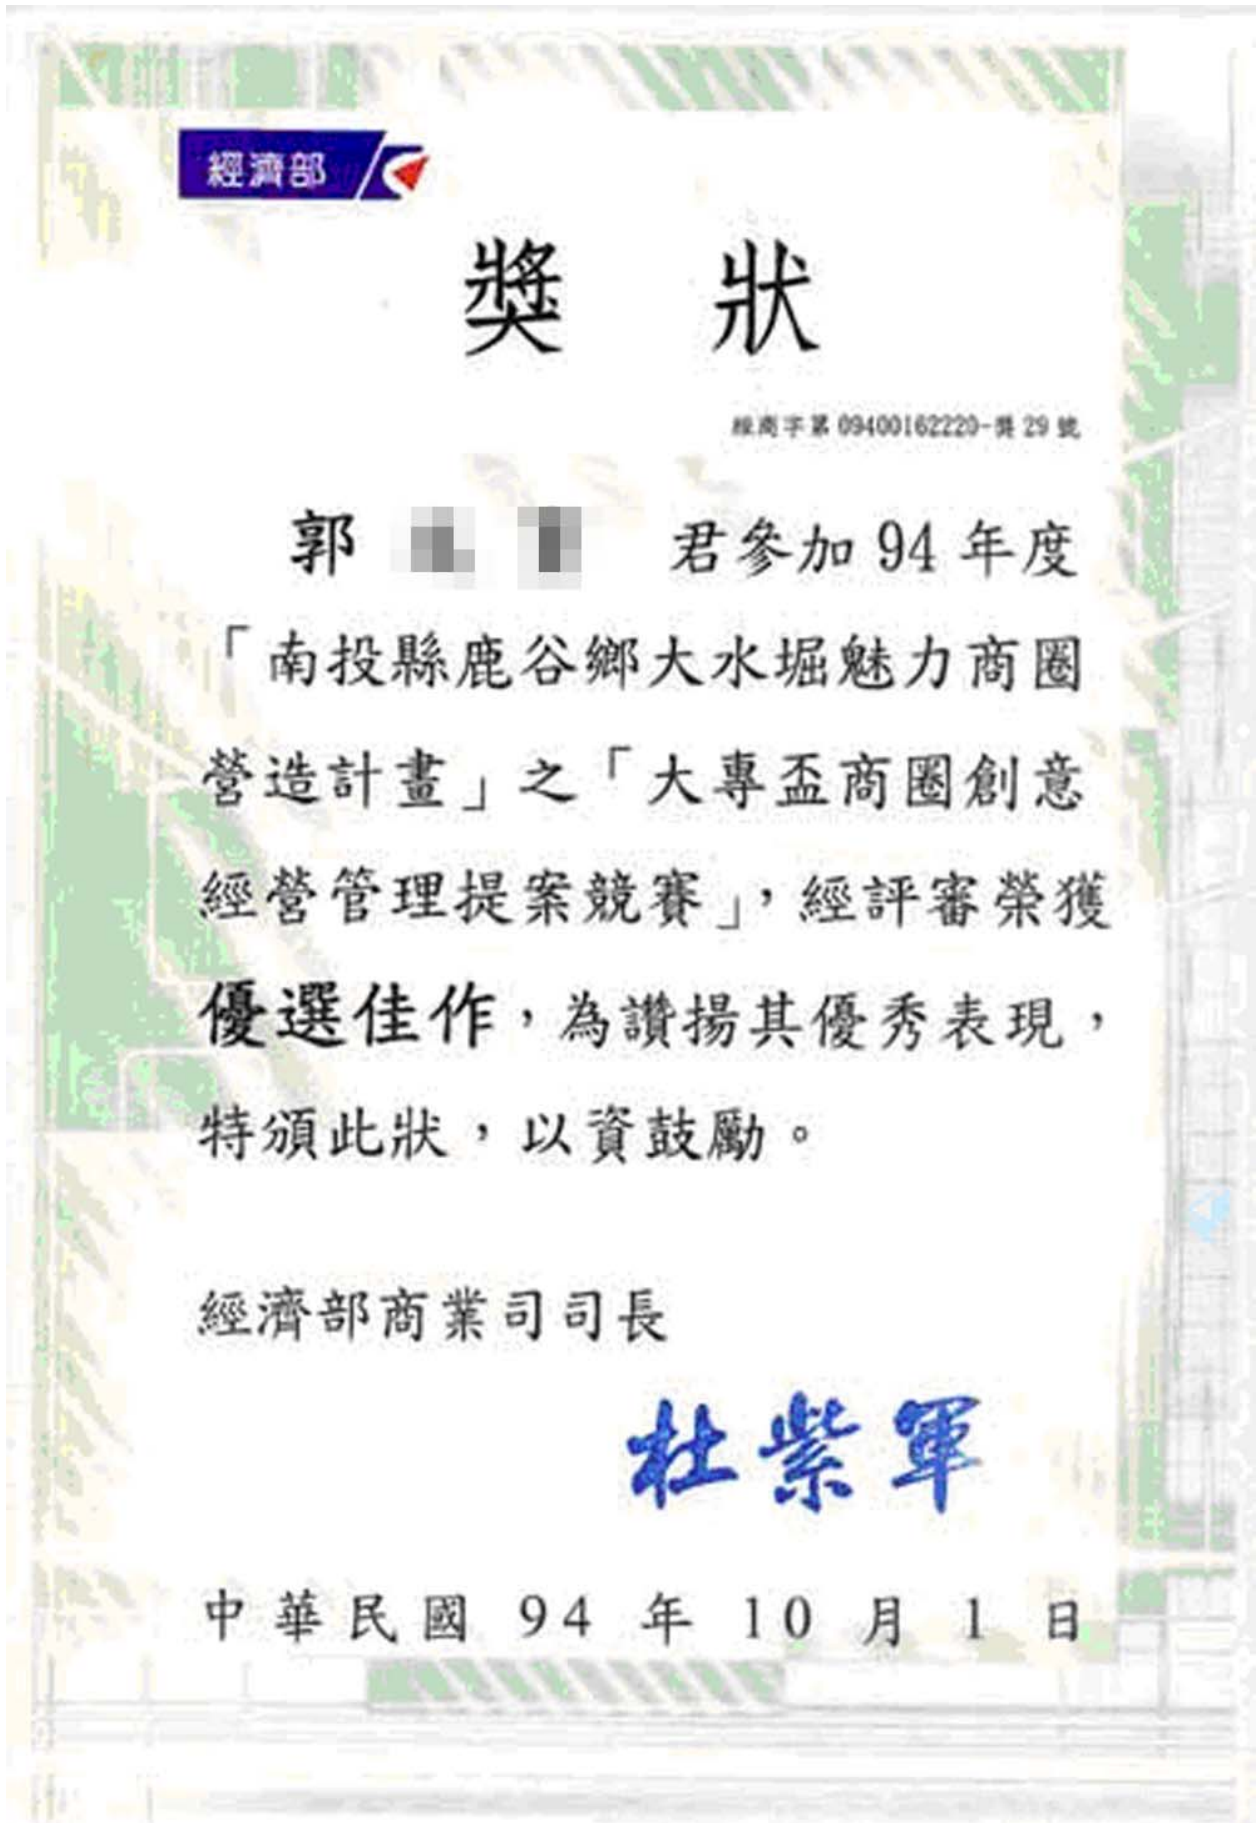 經濟部
獎狀
經商字第 09400162220-獎 29 號
郭 君參加 94 年度
「南投縣鹿谷鄉大水堀魅力商圈
營造計畫」之「大專盃商圈創意
經營管理提案競賽」，經評審榮獲
優選佳作，為讚揚其優秀表現，
特頒此狀，以資鼓勵。
經濟部商業司司長
杜紫軍
中華民國 94 年 10 月 1 日